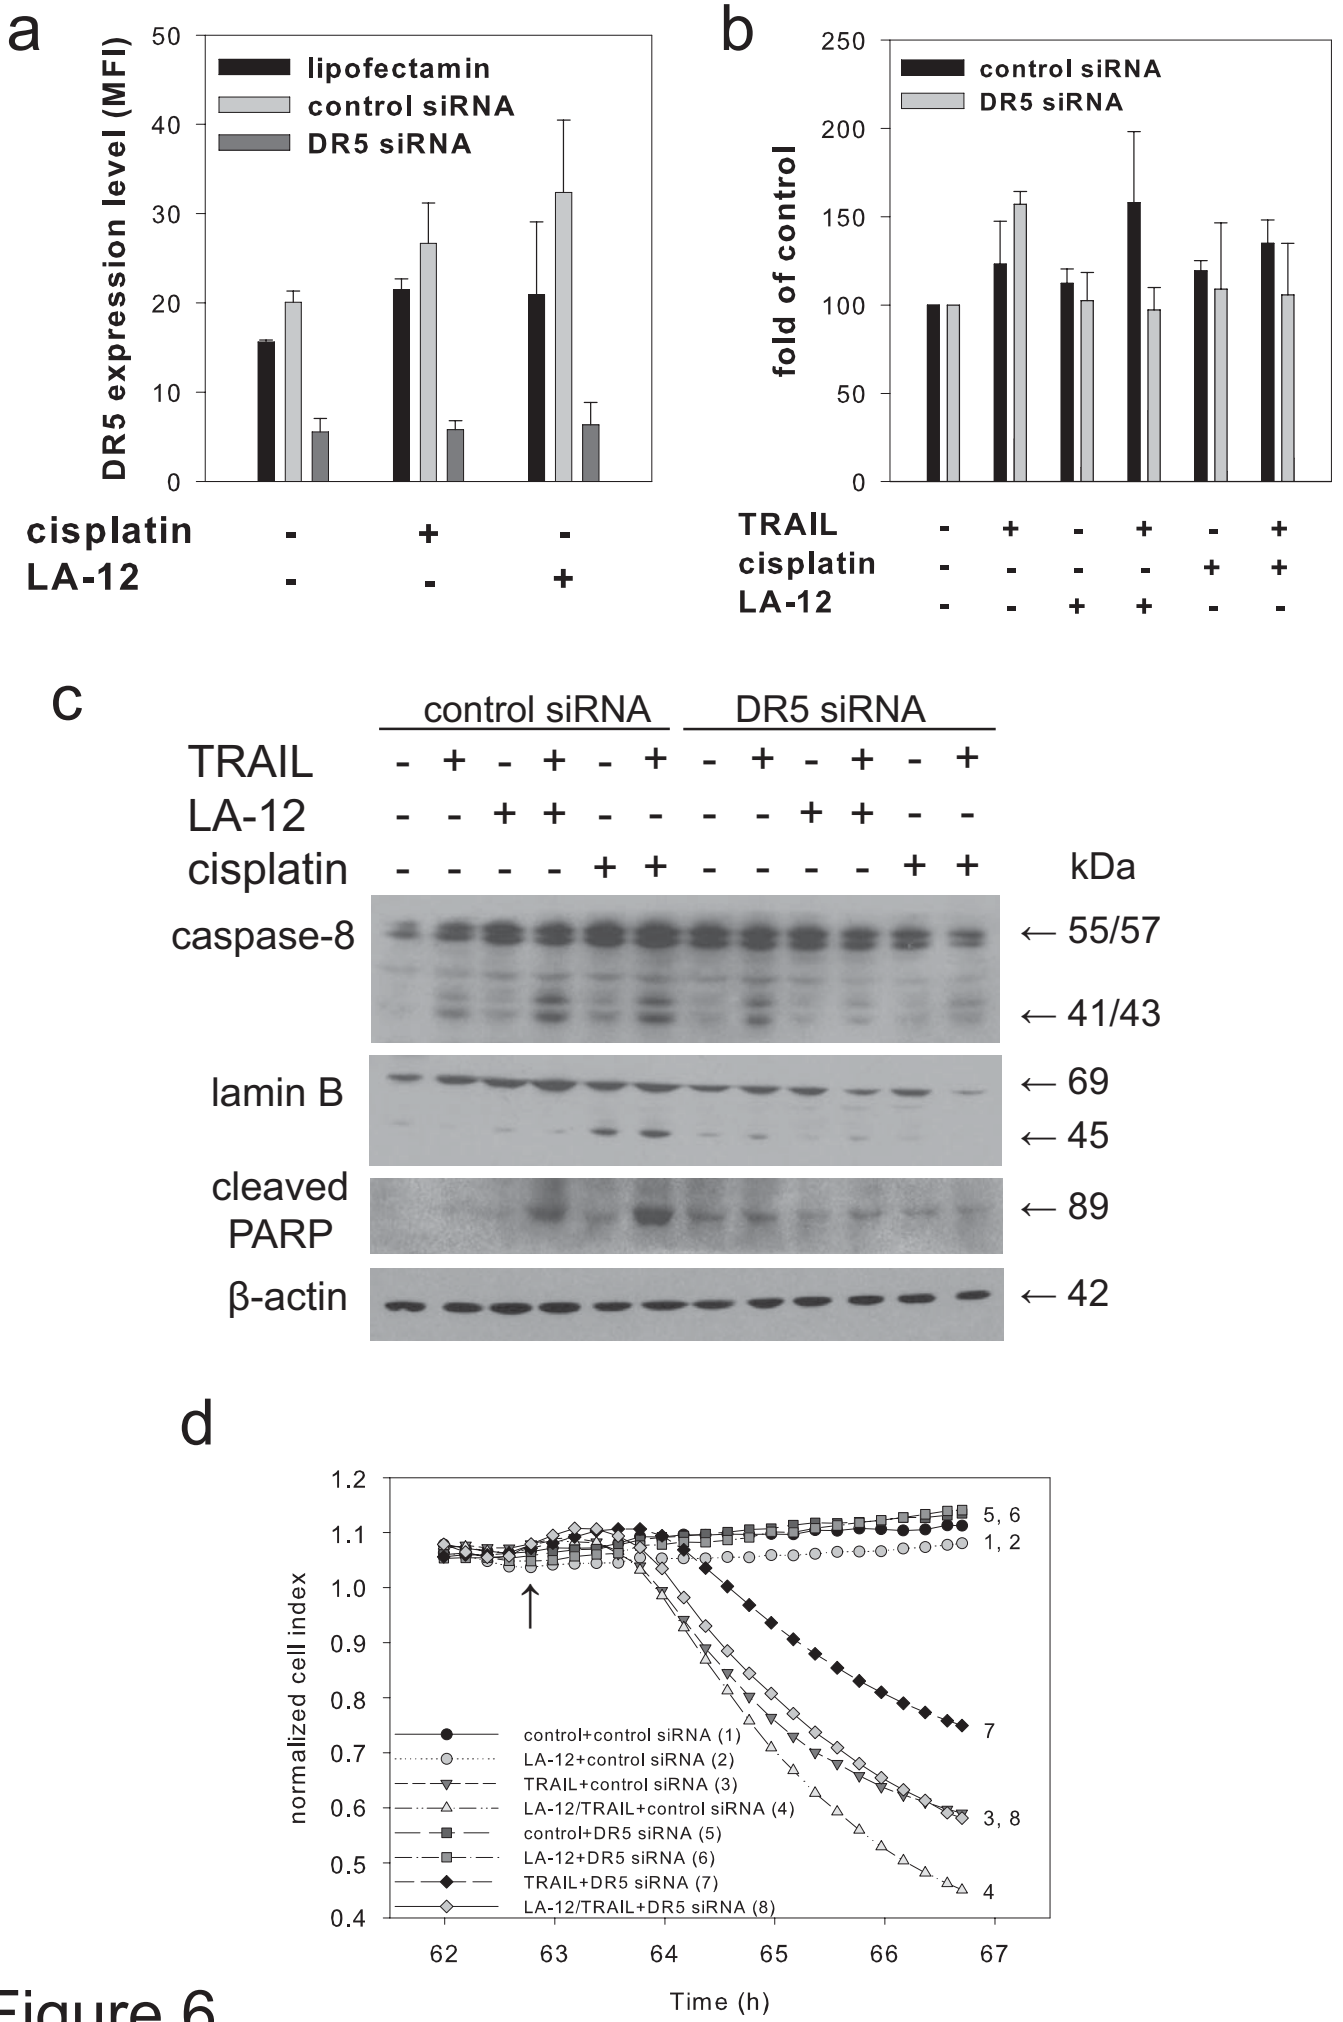 a
50
40
30
20
10
0
DR5 expression level (MFI)
lipofectamin
control siRNA
DR5 siRNA
cisplatin - + -
LA-12 - - +
b
250
200
150
100
50
0
fold of control
control siRNA
DR5 siRNA
TRAIL - + - + - +
cisplatin - - - - + +
LA-12 - - + + - -
c
control siRNA DR5 siRNA
TRAIL - + - + - + - + - + - +
LA-12 - - + + - - - - + + - -
cisplatin - - - - + + - - - - + + kDa
caspase-8 ← 55/57
← 41/43
lamin B ← 69
← 45
cleaved
PARP ← 89
β-actin ← 42
d
1.2
1.1
1.0
0.9
0.8
0.7
0.6
0.5
0.4
normalized cell index
5, 6
1, 2
7
3, 8
4
control+control siRNA (1)
LA-12+control siRNA (2)
TRAIL+control siRNA (3)
LA-12/TRAIL+control siRNA (4)
control+DR5 siRNA (5)
LA-12+DR5 siRNA (6)
TRAIL+DR5 siRNA (7)
LA-12/TRAIL+DR5 siRNA (8)
62 63 64 65 66 67
Time (h)
Figure 6